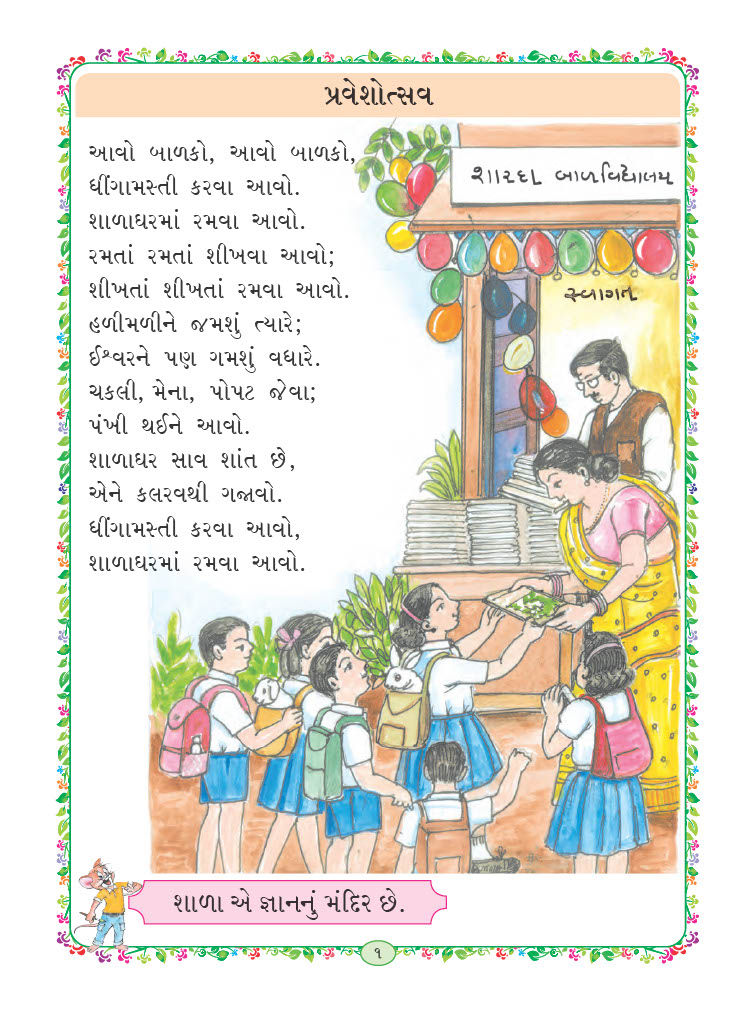 પ્રવેશોત્સવ
આવો બાળકો, આવો બાળકો,
ધીંગામસ્તી કરવા આવો.
શાળાઘરમાં રમવા આવો.
રમતાં રમતાં શીખવા આવો;
શીખતાં શીખતાં રમવા આવો.
હળીમળીને જમશું ત્યારે;
ઈશ્વરને પણ ગમશું વધારે.
ચકલી, મેના, પોપટ જેવા;
પંખી થઈને આવો.
શાળાઘર સાવ શાંત છે,
એને કલરવથી ગજાવો.
ધીંગામસ્તી કરવા આવો,
શાળાઘરમાં રમવા આવો.
શારદા બાળવિદ્યાલય
સ્વાગત
શાળા એ જ્ઞાનનું મંદિર છે.
૧